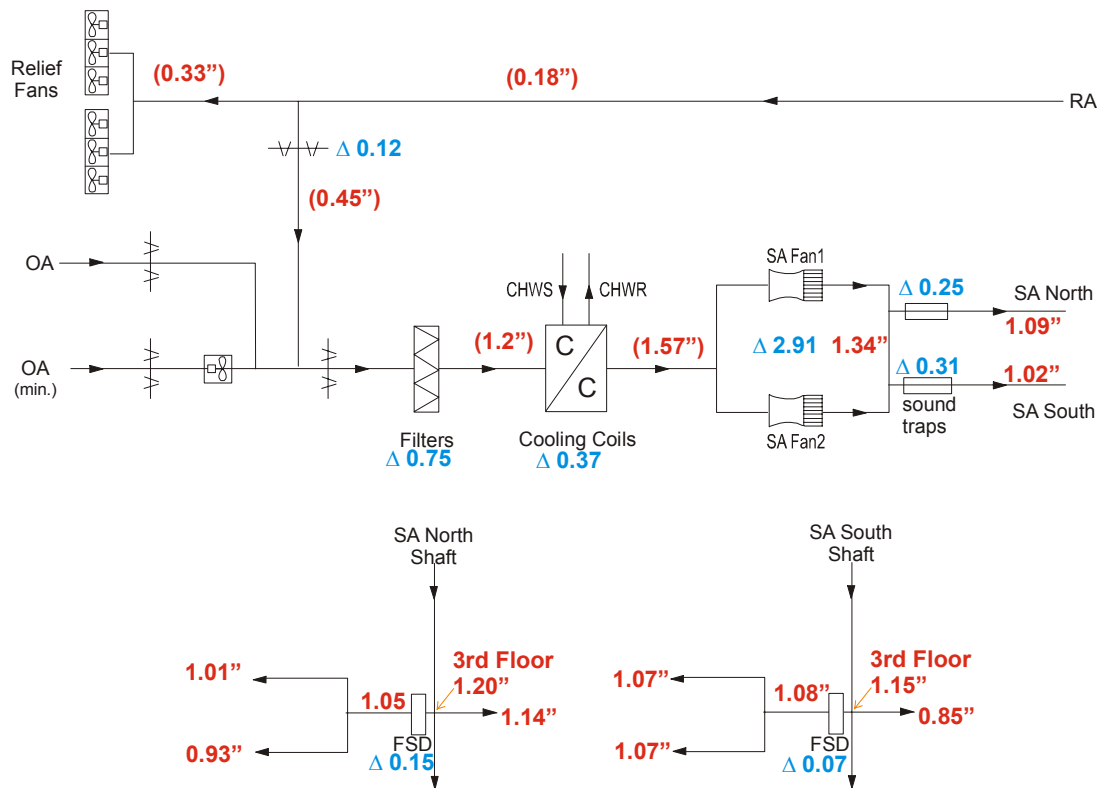 Relief
Fans
(0.33”)
(0.18”)
RA
Δ 0.12
(0.45”)
OA
OA
(min.)
CHWS
CHWR
SA Fan1
Δ 0.25
SA North
1.09”
(1.2”)
C
C
(1.57”)
Δ 2.91
1.34”
Δ 0.31
1.02”
SA South
sound
traps
SA Fan2
Filters
Δ 0.75
Cooling Coils
Δ 0.37
SA North
Shaft
1.01”
1.05
3rd Floor
1.20”
1.14”
0.93”
FSD
Δ 0.15
SA South
Shaft
1.07”
1.08”
3rd Floor
1.15”
0.85”
1.07”
FSD
Δ 0.07